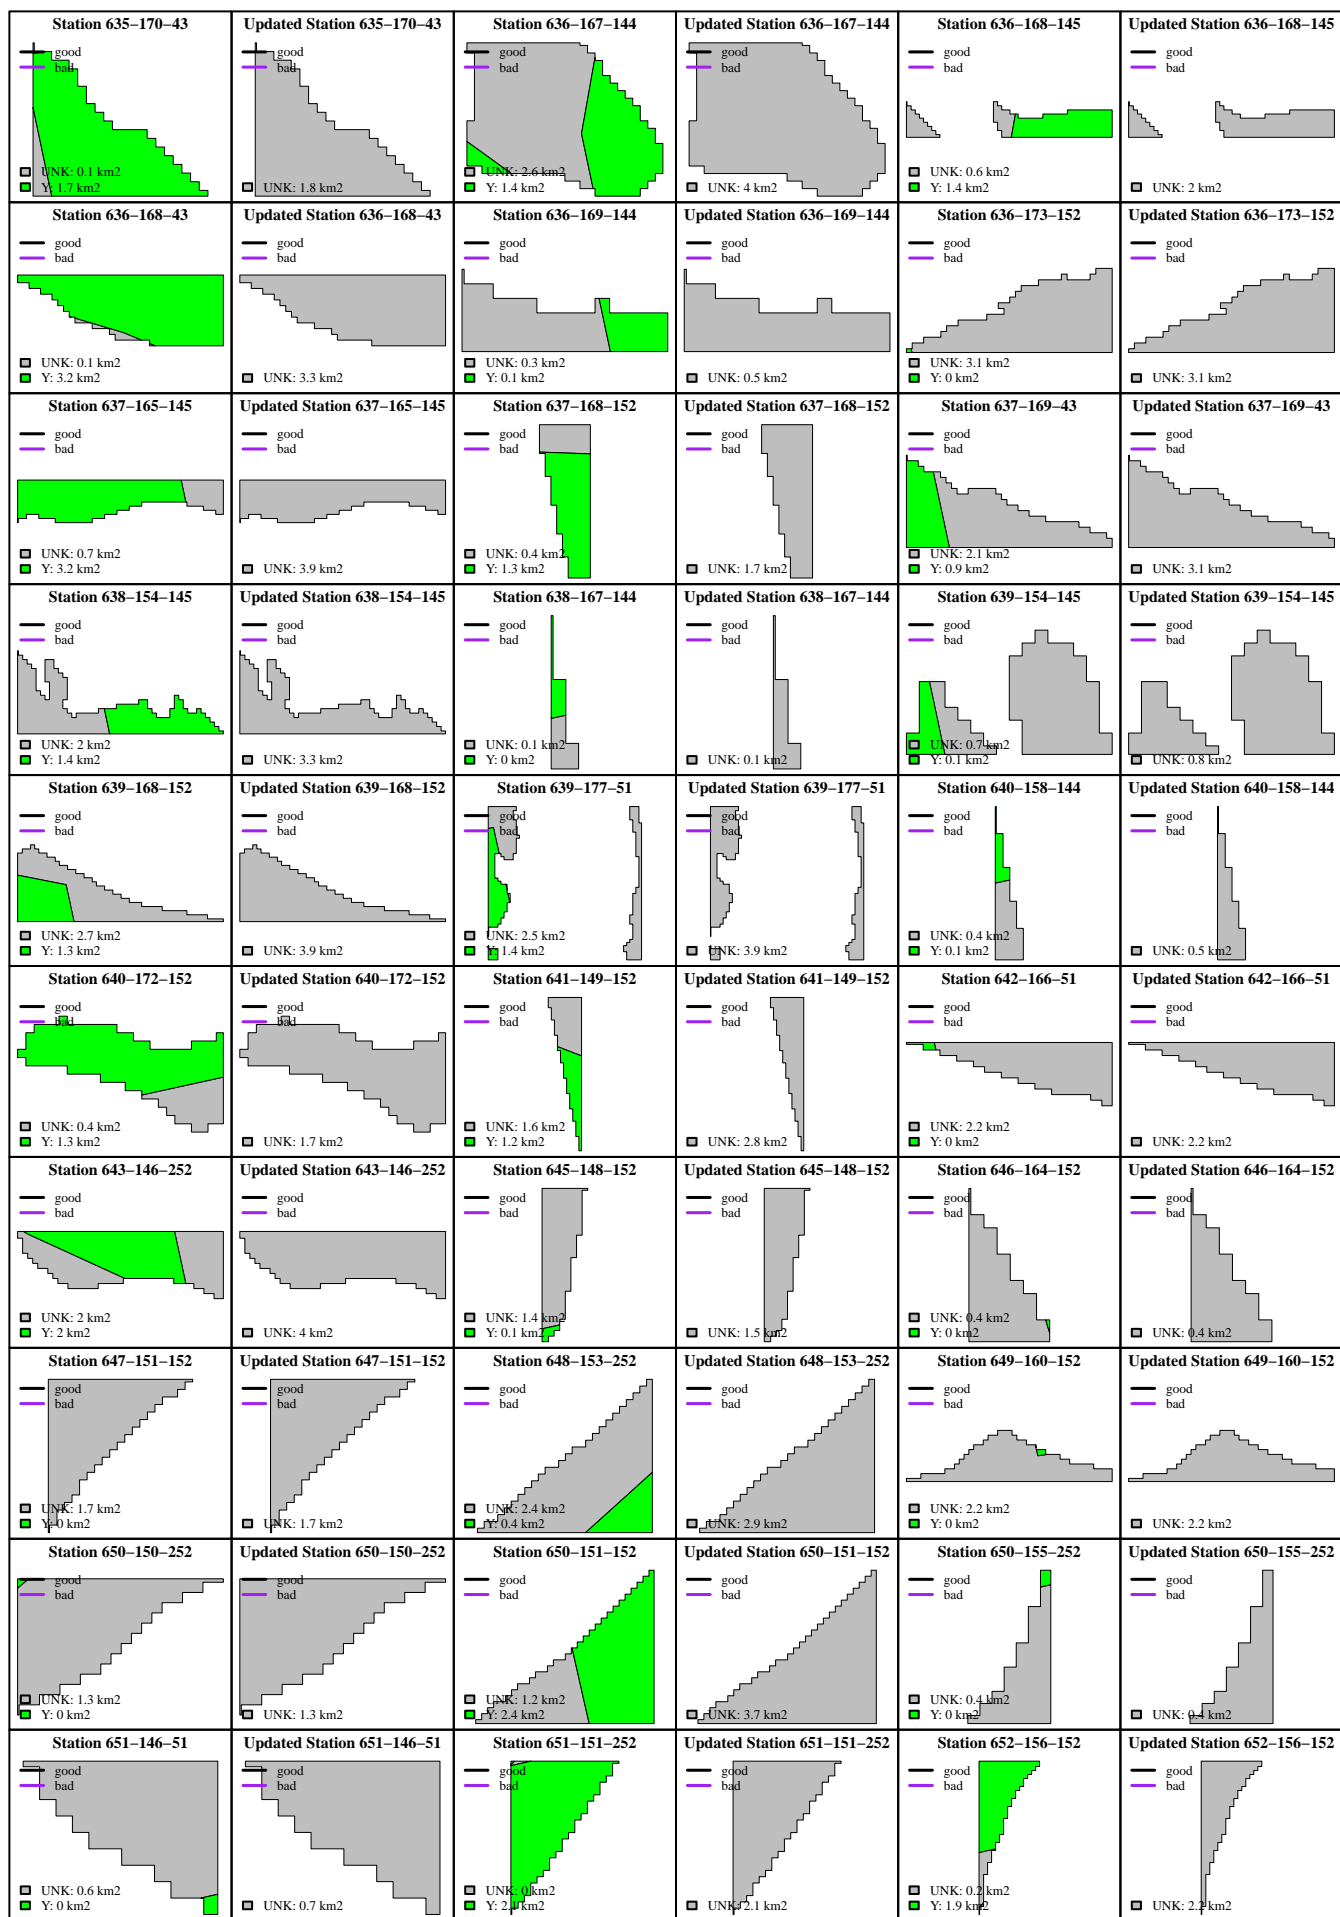 Station 635−170−43
good
bad
UNK: 0.1 km2
Y: 1.7 km2
Updated Station 635−170−43
good
bad
UNK: 1.8 km2
Station 636−167−144
good
bad
UNK: 2.6 km2
Y: 1.4 km2
Updated Station 636−167−144
good
bad
UNK: 4 km2
Station 636−168−145
good
bad
UNK: 0.6 km2
Y: 1.4 km2
Updated Station 636−168−145
good
bad
UNK: 2 km2
Station 636−168−43
good
bad
UNK: 0.1 km2
Y: 3.2 km2
Updated Station 636−168−43
good
bad
UNK: 3.3 km2
Station 636−169−144
good
bad
UNK: 0.3 km2
Y: 0.1 km2
Updated Station 636−169−144
good
bad
UNK: 0.5 km2
Station 636−173−152
good
bad
UNK: 3.1 km2
Y: 0 km2
Updated Station 636−173−152
good
bad
UNK: 3.1 km2
Station 637−165−145
good
bad
UNK: 0.7 km2
Y: 3.2 km2
Updated Station 637−165−145
good
bad
UNK: 3.9 km2
Station 637−168−152
good
bad
UNK: 0.4 km2
Y: 1.3 km2
Updated Station 637−168−152
good
bad
UNK: 1.7 km2
Station 637−169−43
good
bad
UNK: 2.1 km2
Y: 0.9 km2
Updated Station 637−169−43
good
bad
UNK: 3.1 km2
Station 638−154−145
good
bad
UNK: 2 km2
Y: 1.4 km2
Updated Station 638−154−145
good
bad
UNK: 3.3 km2
Station 638−167−144
good
bad
UNK: 0.1 km2
Y: 0 km2
Updated Station 638−167−144
good
bad
UNK: 0.1 km2
Station 639−154−145
good
bad
UNK: 0.7 km2
Y: 0.1 km2
Updated Station 639−154−145
good
bad
UNK: 0.8 km2
Station 639−168−152
good
bad
UNK: 2.7 km2
Y: 1.3 km2
Updated Station 639−168−152
good
bad
UNK: 3.9 km2
Station 639−177−51
good
bad
UNK: 2.5 km2
Y: 1.4 km2
Updated Station 639−177−51
good
bad
UNK: 3.9 km2
Station 640−158−144
good
bad
UNK: 0.4 km2
Y: 0.1 km2
Updated Station 640−158−144
good
bad
UNK: 0.5 km2
Station 640−172−152
good
bad
UNK: 0.4 km2
Y: 1.3 km2
Updated Station 640−172−152
good
bad
UNK: 1.7 km2
Station 641−149−152
good
bad
UNK: 1.6 km2
Y: 1.2 km2
Updated Station 641−149−152
good
bad
UNK: 2.8 km2
Station 642−166−51
good
bad
UNK: 2.2 km2
Y: 0 km2
Updated Station 642−166−51
good
bad
UNK: 2.2 km2
Station 643−146−252
good
bad
UNK: 2 km2
Y: 2 km2
Updated Station 643−146−252
good
bad
UNK: 4 km2
Station 645−148−152
good
bad
UNK: 1.4 km2
Y: 0.1 km2
Updated Station 645−148−152
good
bad
UNK: 1.5 km2
Station 646−164−152
good
bad
UNK: 0.4 km2
Y: 0 km2
Updated Station 646−164−152
good
bad
UNK: 0.4 km2
Station 647−151−152
good
bad
UNK: 1.7 km2
Y: 0 km2
Updated Station 647−151−152
good
bad
UNK: 1.7 km2
Station 648−153−252
good
bad
UNK: 2.4 km2
Y: 0.4 km2
Updated Station 648−153−252
good
bad
UNK: 2.9 km2
Station 649−160−152
good
bad
UNK: 2.2 km2
Y: 0 km2
Updated Station 649−160−152
good
bad
UNK: 2.2 km2
Station 650−150−252
good
bad
UNK: 1.3 km2
Y: 0 km2
Updated Station 650−150−252
good
bad
UNK: 1.3 km2
Station 650−151−152
good
bad
UNK: 1.2 km2
Y: 2.4 km2
Updated Station 650−151−152
good
bad
UNK: 3.7 km2
Station 650−155−252
good
bad
UNK: 0.4 km2
Y: 0 km2
Updated Station 650−155−252
good
bad
UNK: 0.4 km2
Station 651−146−51
good
bad
UNK: 0.6 km2
Y: 0 km2
Updated Station 651−146−51
good
bad
UNK: 0.7 km2
Station 651−151−252
good
bad
UNK: 0 km2
Y: 2.1 km2
Updated Station 651−151−252
good
bad
UNK: 2.1 km2
Station 652−156−152
good
bad
UNK: 0.2 km2
Y: 1.9 km2
Updated Station 652−156−152
good
bad
UNK: 2.2 km2